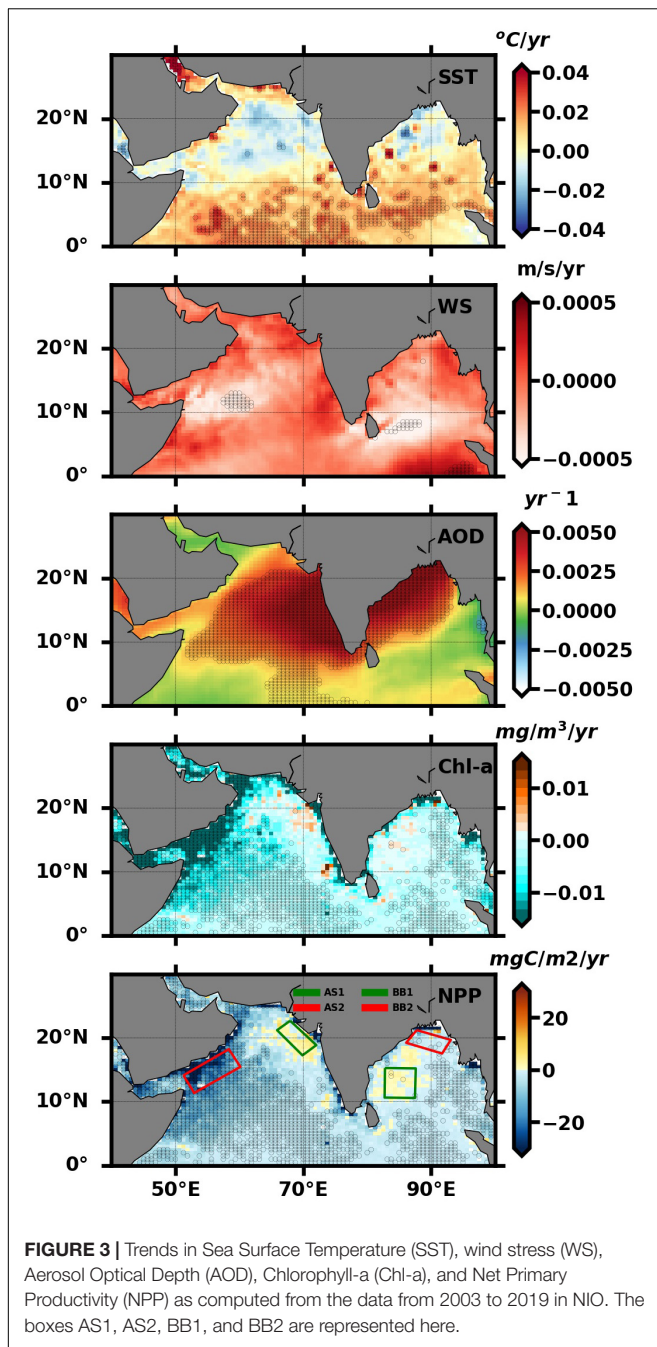 °C/yr
SST
0.04
0.02
0.00
−0.02
−0.04
20°N
10°N
0°
m/s/yr
WS
0.0005
0.0000
−0.0005
20°N
10°N
0°
yr⁻1
AOD
0.0050
0.0025
0.0000
−0.0025
−0.0050
20°N
10°N
0°
mg/m³/yr
Chl-a
0.01
0.00
−0.01
20°N
10°N
0°
mgC/m2/yr
AS1 BB1
AS2 BB2
NPP
20
0
−20
20°N
10°N
0°
50°E 70°E 90°E
FIGURE 3 | Trends in Sea Surface Temperature (SST), wind stress (WS),
Aerosol Optical Depth (AOD), Chlorophyll-a (Chl-a), and Net Primary
Productivity (NPP) as computed from the data from 2003 to 2019 in NIO. The
boxes AS1, AS2, BB1, and BB2 are represented here.